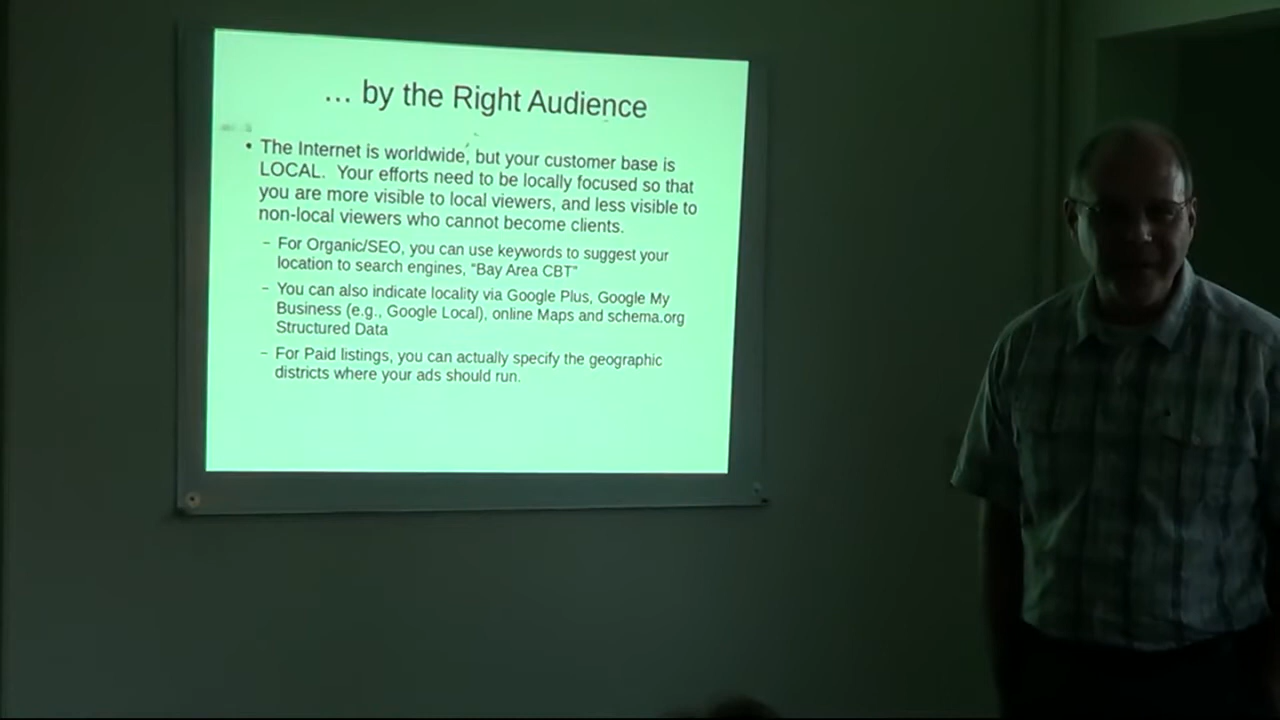 ... by the Right Audience
• The Internet is worldwide, but your customer base is
LOCAL. Your efforts need to be locally focused so that
you are more visible to local viewers, and less visible to
non-local viewers who cannot become clients.
– For Organic/SEO, you can use keywords to suggest your
location to search engines, "Bay Area CBT"
– You can also indicate locality via Google Plus, Google My
Business (e.g., Google Local), online Maps and schema.org
Structured Data
– For Paid listings, you can actually specify the geographic
districts where your ads should run.